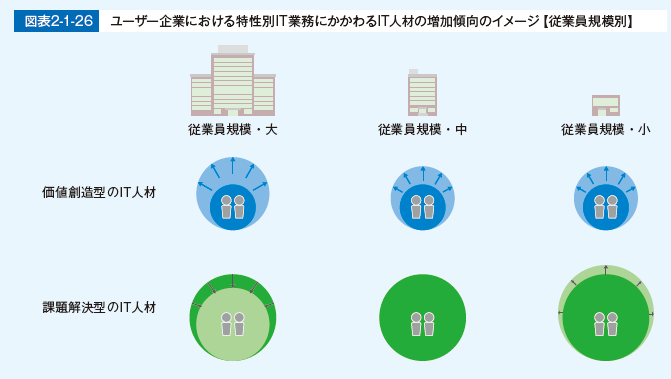 図表2-1-26 ユーザー企業における特性別IT業務にかかわるIT人材の増加傾向のイメージ【従業員規模別】
従業員規模・大 従業員規模・中 従業員規模・小
価値創造型のIT人材
課題解決型のIT人材